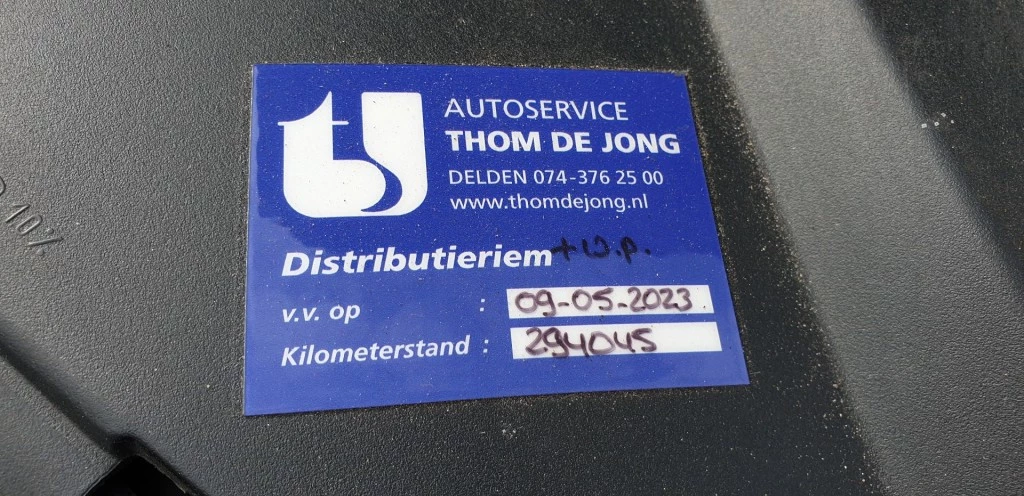 AUTOSERVICE
THOM DE JONG
DELDEN 074-376 25 00
www.thomdejong.nl
Distributieriem + w.p.
v.v. op : 09-05-2023
Kilometerstand : 294045
10%